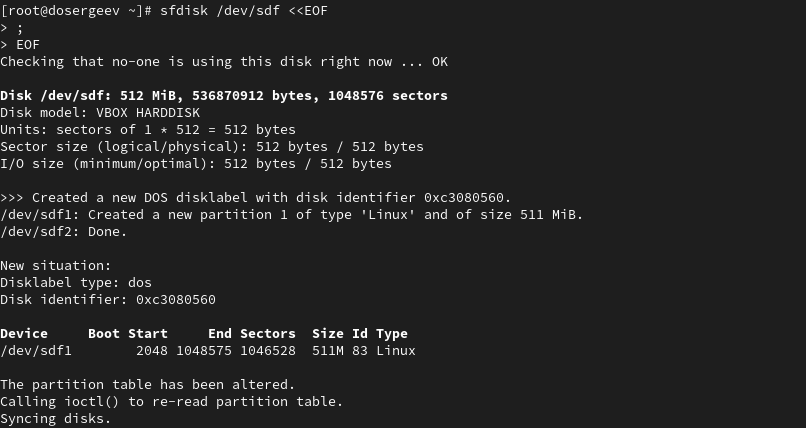 [root@dosergeev ~]# sfdisk /dev/sdf <<EOF
> ;
> EOF
Checking that no-one is using this disk right now ... OK

Disk /dev/sdf: 512 MiB, 536870912 bytes, 1048576 sectors
Disk model: VBOX HARDDISK
Units: sectors of 1 * 512 = 512 bytes
Sector size (logical/physical): 512 bytes / 512 bytes
I/O size (minimum/optimal): 512 bytes / 512 bytes

>>> Created a new DOS disklabel with disk identifier 0xc3080560.
/dev/sdf1: Created a new partition 1 of type 'Linux' and of size 511 MiB.
/dev/sdf2: Done.

New situation:
Disklabel type: dos
Disk identifier: 0xc3080560

Device     Boot Start     End Sectors  Size Id Type
/dev/sdf1        2048 1048575 1046528  511M 83 Linux

The partition table has been altered.
Calling ioctl() to re-read partition table.
Syncing disks.